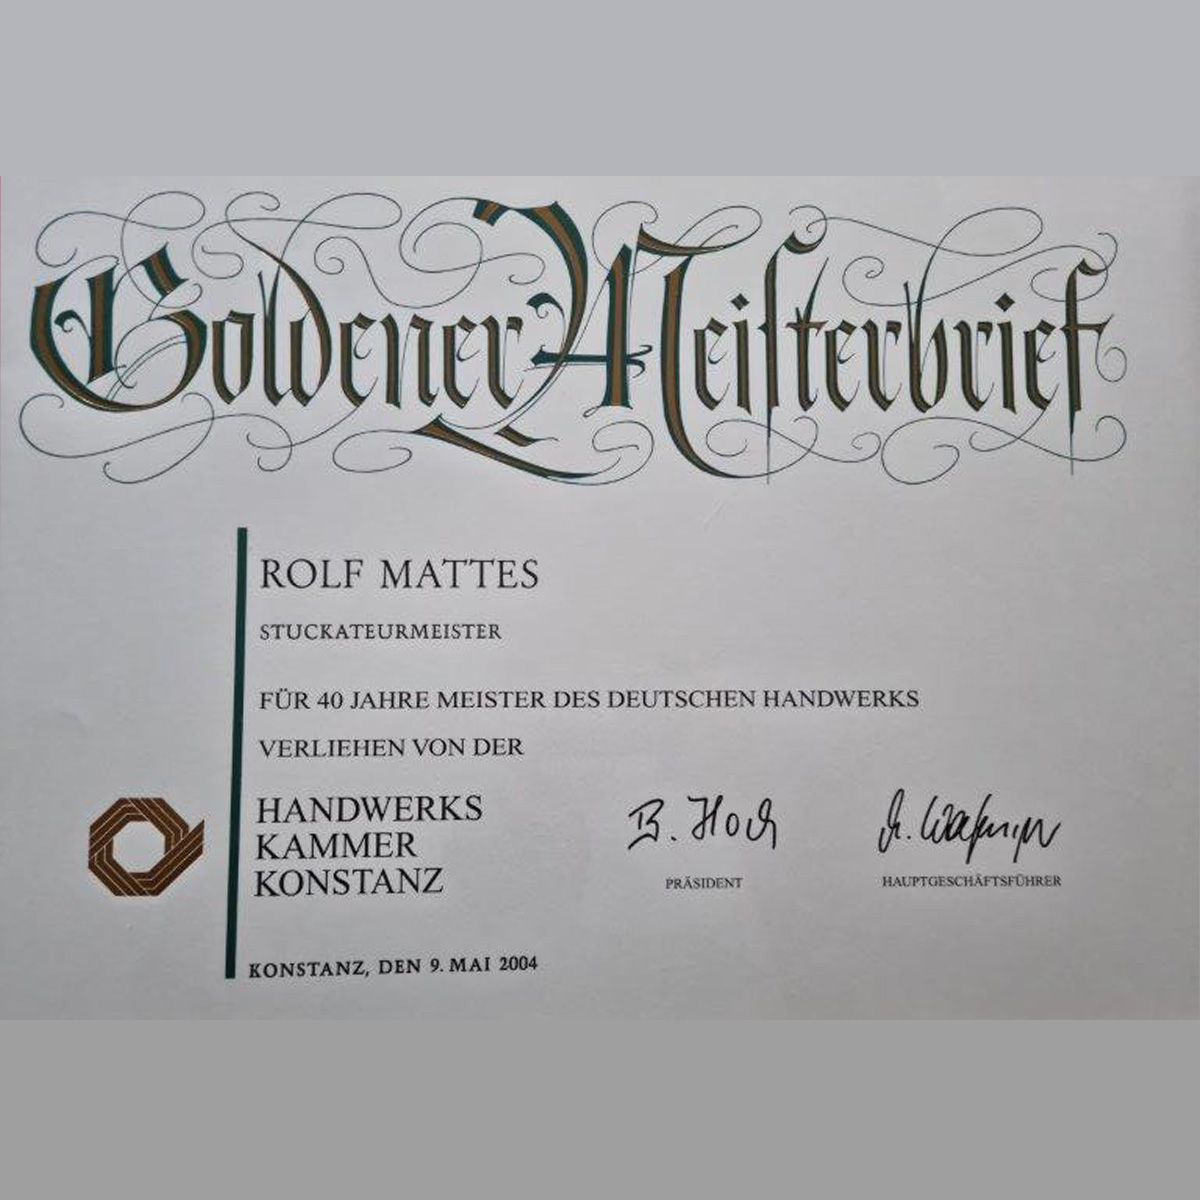 Goldener Meisterbrief
ROLF MATTES
STUCKATEURMEISTER
FÜR 40 JAHRE MEISTER DES DEUTSCHEN HANDWERKS
VERLIEHEN VON DER
HANDWERKS
KAMMER
KONSTANZ
B. Hoch
PRÄSIDENT
HAUPTGESCHÄFTSFÜHRER
KONSTANZ, DEN 9. MAI 2004